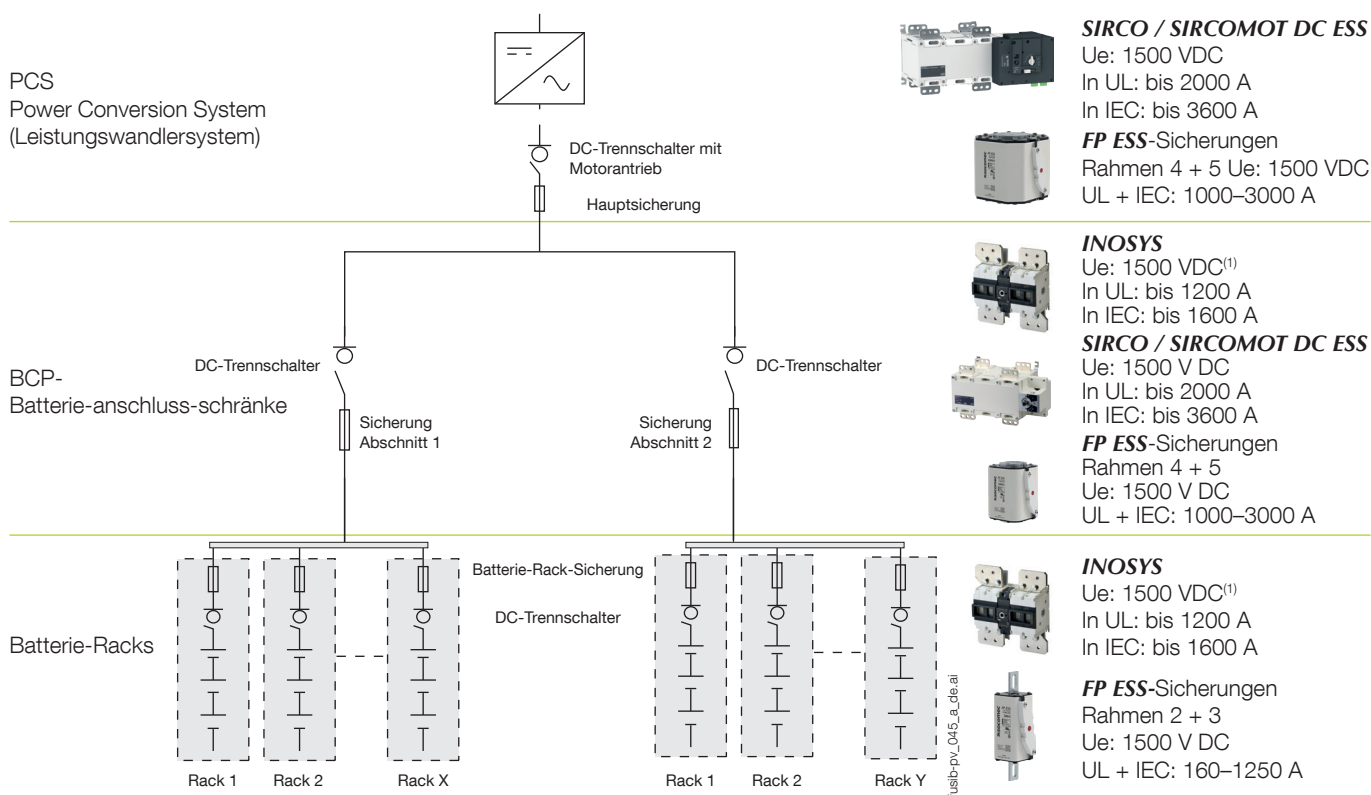 PCS
Power Conversion System
(Leistungswandlersystem)
DC-Trennschalter mit
Motorantrieb
Hauptsicherung
SIRCO / SIRCOMOT DC ESS
Ue: 1500 VDC
In UL: bis 2000 A
In IEC: bis 3600 A
FP ESS-Sicherungen
Rahmen 4 + 5 Ue: 1500 VDC
UL + IEC: 1000–3000 A
BCP-
Batterie-anschluss-schränke
DC-Trennschalter
Sicherung
Abschnitt 1
DC-Trennschalter
Sicherung
Abschnitt 2
INOSYS
Ue: 1500 VDC(1)
In UL: bis 1200 A
In IEC: bis 1600 A
SIRCO / SIRCOMOT DC ESS
Ue: 1500 V DC
In UL: bis 2000 A
In IEC: bis 3600 A
FP ESS-Sicherungen
Rahmen 4 + 5
Ue: 1500 V DC
UL + IEC: 1000–3000 A
Batterie-Racks
Batterie-Rack-Sicherung
DC-Trennschalter
Rack 1
Rack 2
Rack X
Rack 1
Rack 2
Rack Y
fusib-pv_045_a_de.ai
INOSYS
Ue: 1500 VDC(1)
In UL: bis 1200 A
In IEC: bis 1600 A
FP ESS-Sicherungen
Rahmen 2 + 3
Ue: 1500 V DC
UL + IEC: 160–1250 A